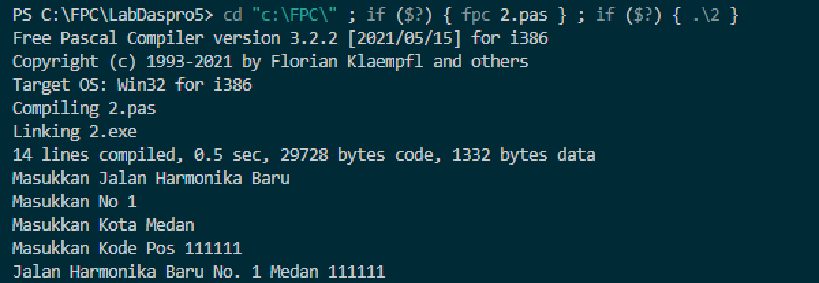 PS C:\FPC\LabDaspro5> cd "c:\FPC\" ; if ($?) { fpc 2.pas } ; if ($?) { .\2 }
Free Pascal Compiler version 3.2.2 [2021/05/15] for i386
Copyright (c) 1993-2021 by Florian Klaempfl and others
Target OS: Win32 for i386
Compiling 2.pas
Linking 2.exe
14 lines compiled, 0.5 sec, 29728 bytes code, 1332 bytes data
Masukkan Jalan Harmonika Baru
Masukkan No 1
Masukkan Kota Medan
Masukkan Kode Pos 111111
Jalan Harmonika Baru No. 1 Medan 111111